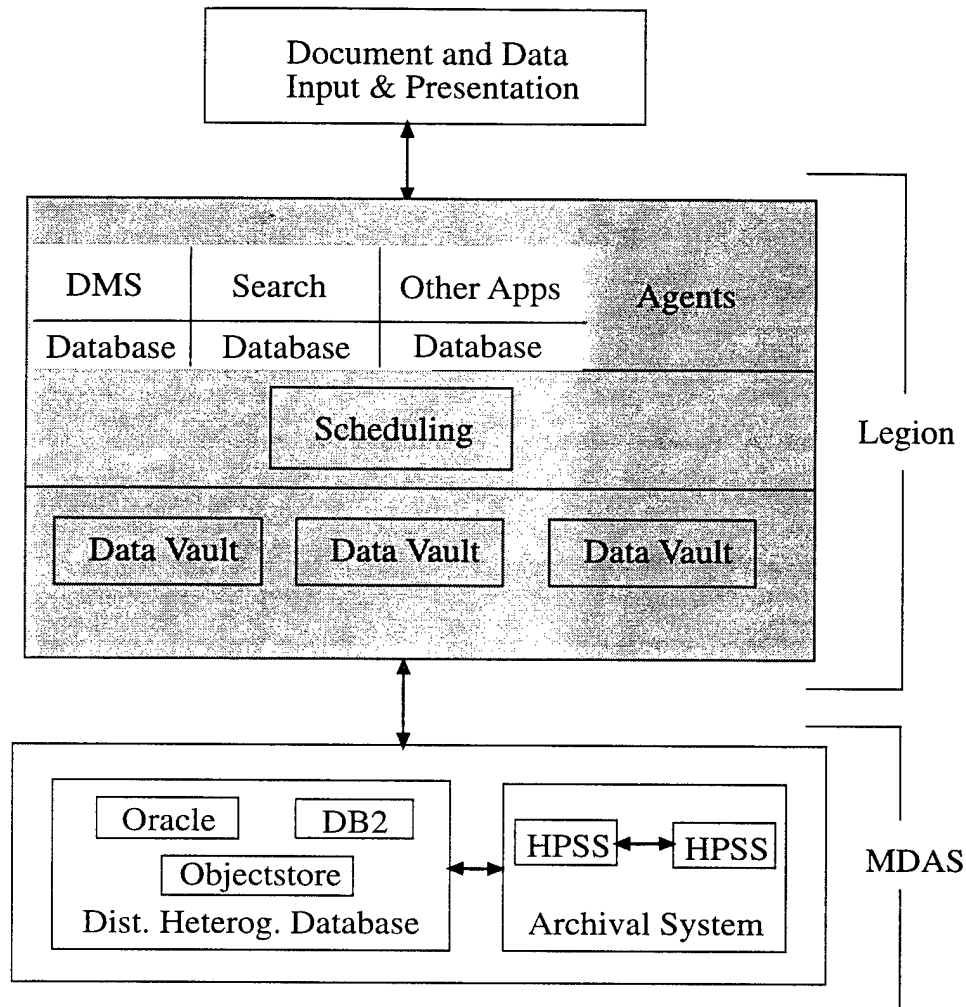 Document and Data
Input & Presentation
DMS
Search
Other Apps
Agents
Database
Database
Database
Scheduling
Legion
Data Vault
Data Vault
Data Vault
Oracle
DB2
Objectstore
Dist. Heterog. Database
HPSS
HPSS
Archival System
MDAS